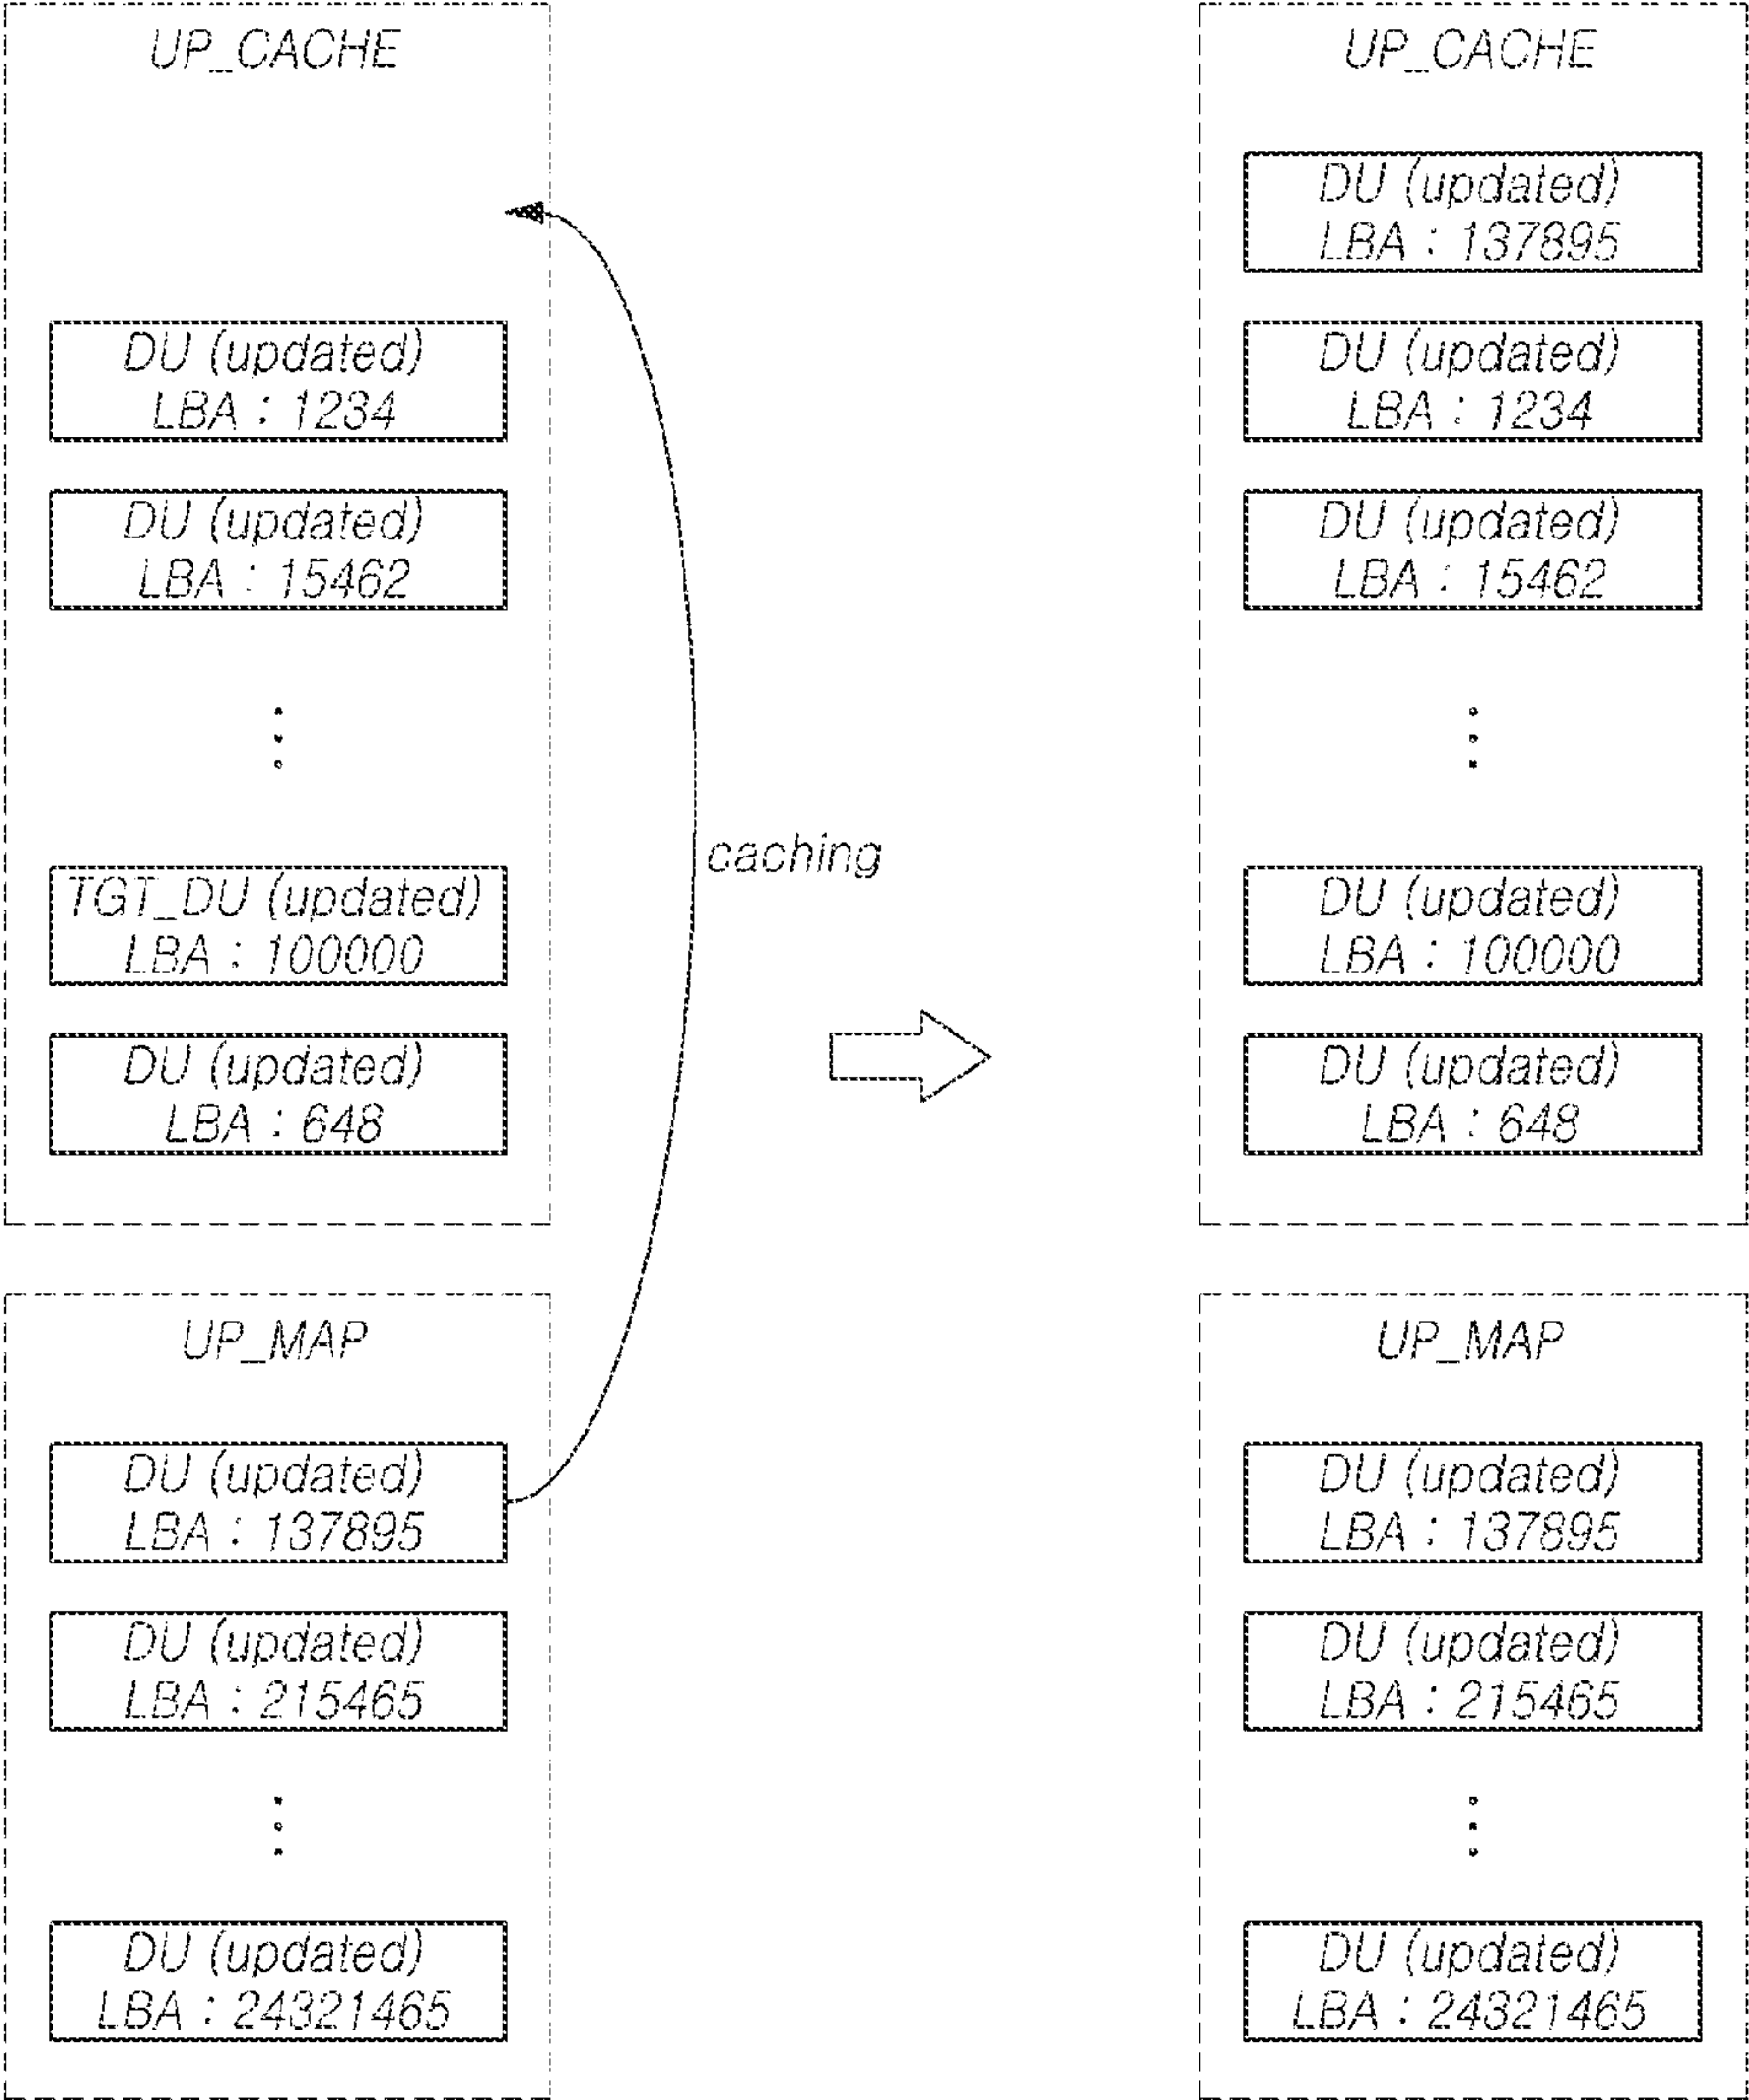 UP_CACHE
DU (updated)
LBA : 1234
DU (updated)
LBA : 15462
TGT_DU (updated)
LBA : 100000
DU (updated)
LBA : 648
UP_MAP
DU (updated)
LBA : 137895
DU (updated)
LBA : 215465
DU (updated)
LBA : 24321465
caching
UP_CACHE
DU (updated)
LBA : 137895
DU (updated)
LBA : 1234
DU (updated)
LBA : 15462
DU (updated)
LBA : 100000
DU (updated)
LBA : 648
UP_MAP
DU (updated)
LBA : 137895
DU (updated)
LBA : 215465
DU (updated)
LBA : 24321465